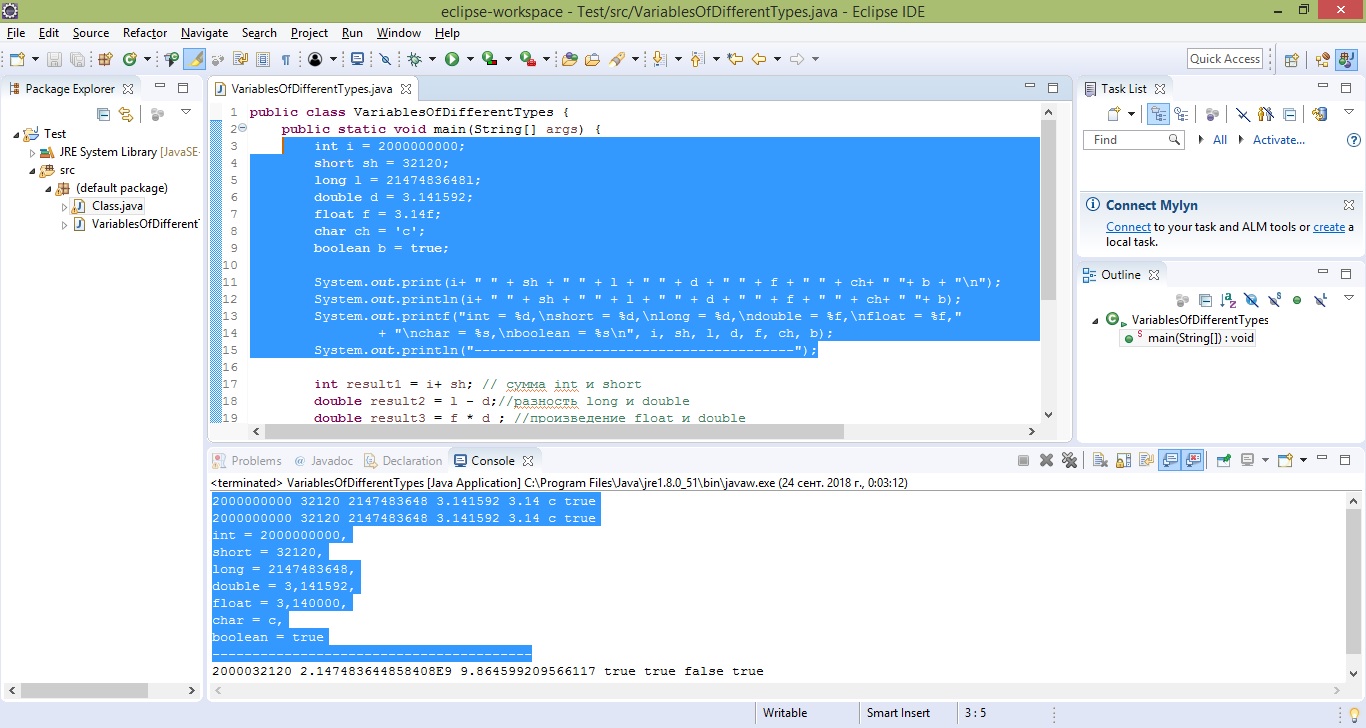 eclipse-workspace - Test/src/VariablesOfDifferentTypes.java - Eclipse IDE
File Edit Source Refactor Navigate Search Project Run Window Help
Quick Access
Package Explorer
Test
JRE System Library [JavaSE-
src
(default package)
Class.java
VariablesOfDifferentT
VariablesOfDifferentTypes.java
1 public class VariablesOfDifferentTypes {
2 public static void main(String[] args) {
3 int i = 2000000000;
4 short sh = 32120;
5 long l = 2147483648l;
6 double d = 3.141592;
7 float f = 3.14f;
8 char ch = 'c';
9 boolean b = true;
10
11 System.out.print(i+ " " + sh + " " + l + " " + d + " " + f + " " + ch+ " "+ b + "\n");
12 System.out.println(i+ " " + sh + " " + l + " " + d + " " + f + " " + ch+ " "+ b);
13 System.out.printf("int = %d,\nshort = %d,\nlong = %d,\ndouble = %f,\nfloat = %f,"
14 + "\nchar = %s,\nboolean = %s\n", i, sh, l, d, f, ch, b);
15 System.out.println("----------------------------------------");
16
17 int result1 = i+ sh; // сумма int и short
18 double result2 = l - d;//разность long и double
19 double result3 = f * d ; //произведение float и double
Task List
Find
All
Activate...
Connect Mylyn
Connect to your task and ALM tools or create a
local task.
Outline
VariablesOfDifferentTypes
main(String[]) : void
Problems Javadoc Declaration Console
<terminated> VariablesOfDifferentTypes [Java Application] C:\Program Files\Java\jre1.8.0_51\bin\javaw.exe (24 сент. 2018 г., 0:03:12)
2000000000 32120 2147483648 3.141592 3.14 c true
2000000000 32120 2147483648 3.141592 3.14 c true
int = 2000000000,
short = 32120,
long = 2147483648,
double = 3,141592,
float = 3,140000,
char = c,
boolean = true
----------------------------------------
2000032120 2.147483644858408E9 9.864599209566117 true true false true
Writable Smart Insert 3 : 5